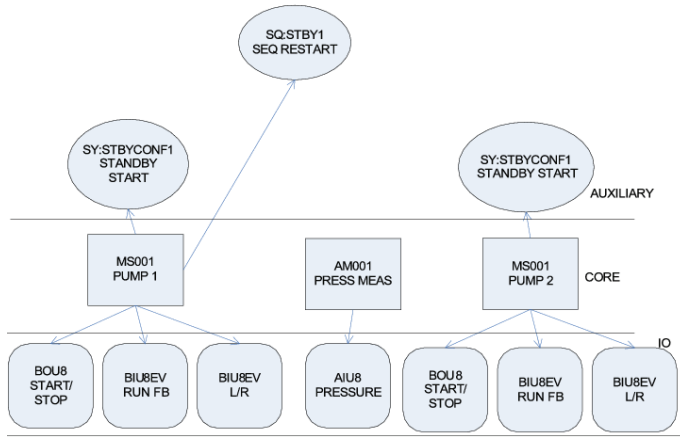 SQ:STBY1
SEQ RESTART
SY:STBYCONF1
STANDBY
START
SY:STBYCONF1
STANDBY START
AUXILIARY
MS001
PUMP 1
AM001
PRESS MEAS
MS001
PUMP 2
CORE
IO
BOU8
START/
STOP
BIU8EV
RUN FB
BIU8EV
L/R
AIU8
PRESSURE
BOU8
START/
STOP
BIU8EV
RUN FB
BIU8EV
L/R